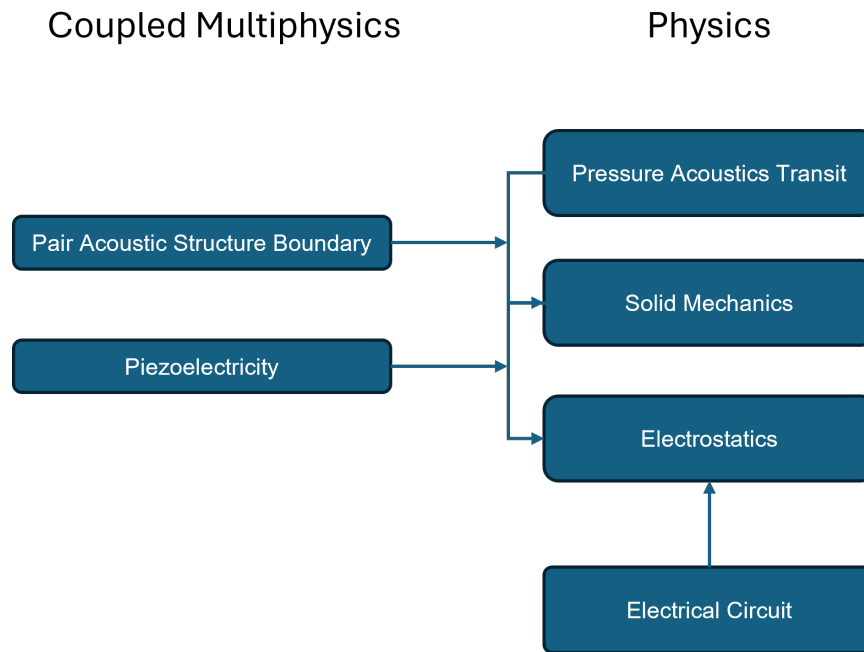 Coupled Multiphysics
Physics
Pressure Acoustics Transit
Pair Acoustic Structure Boundary
Solid Mechanics
Piezoelectricity
Electrostatics
Electrical Circuit